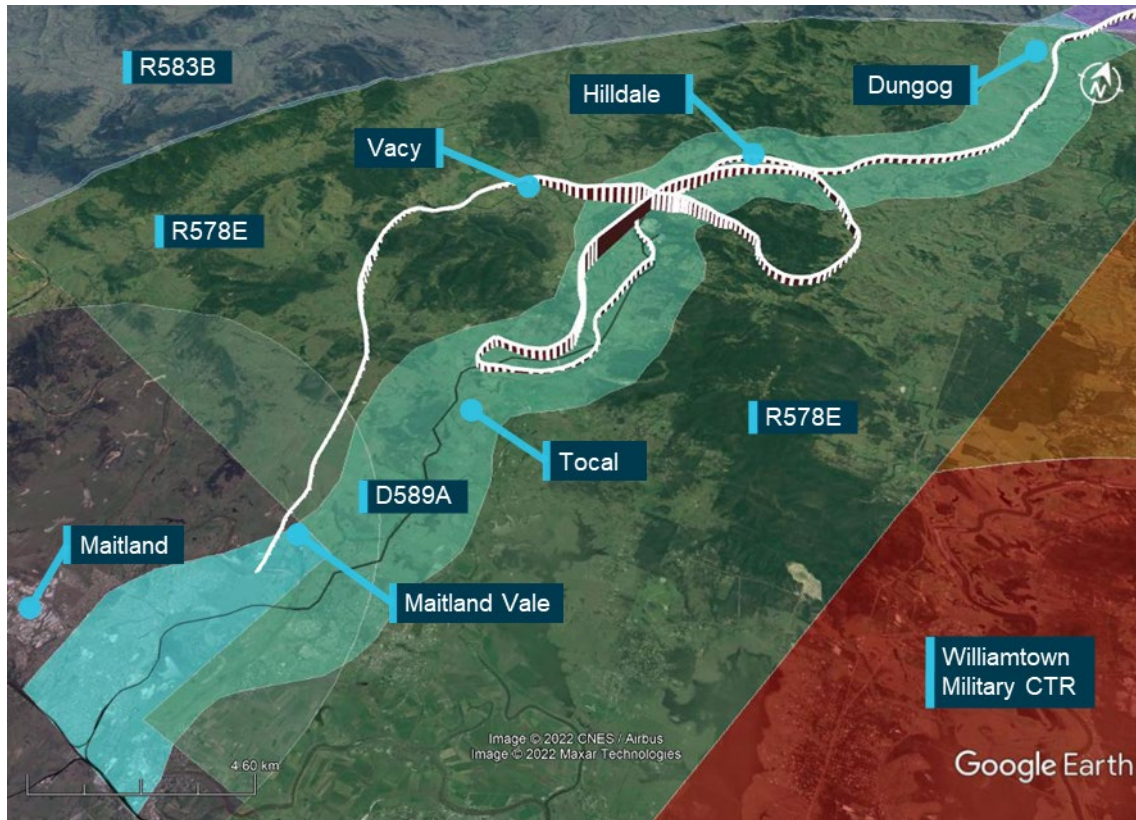 R583B
Dungog
Hilldale
Vacy
N
R578E
R578E
Tocal
D589A
Maitland
Maitland Vale
Williamtown
Military CTR
Image © 2022 CNES / Airbus
Image © 2022 Maxar Technologies
4.60 km
Google Earth